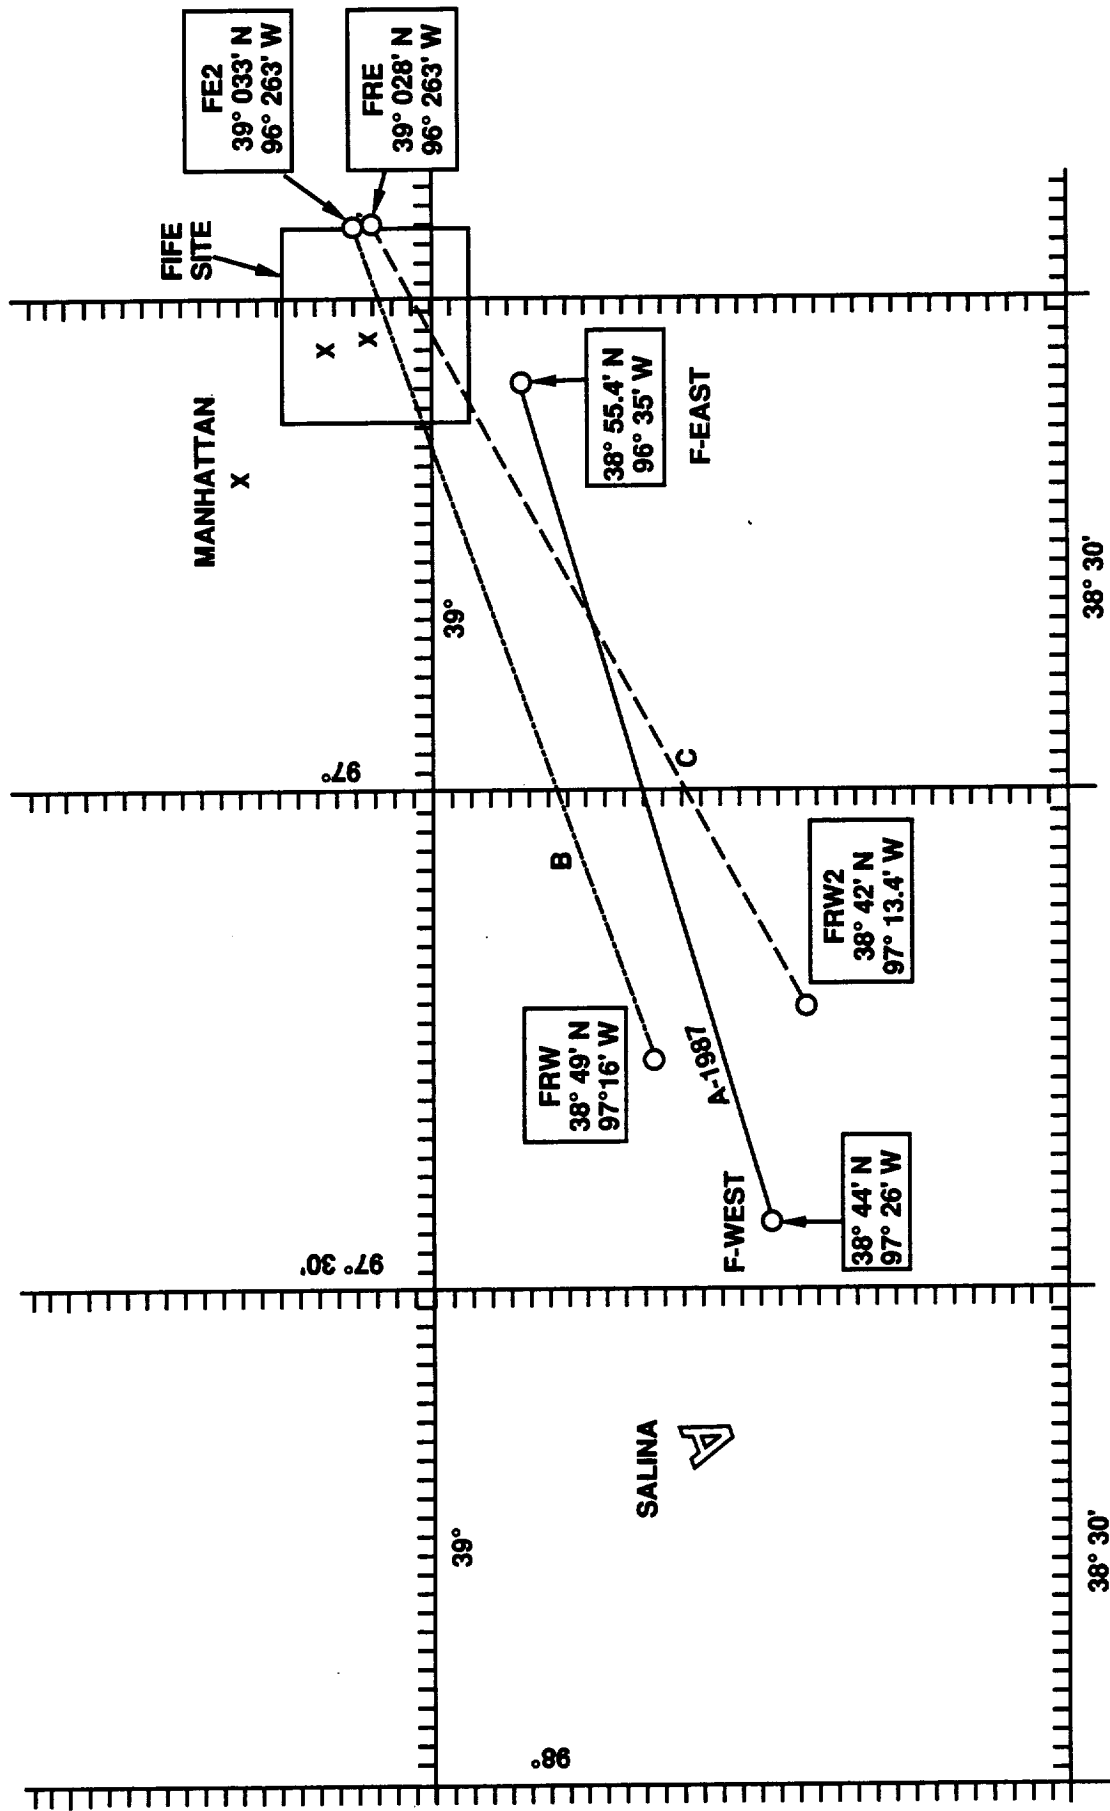 FE2
39° 033' N
96° 263' W
FRE
39° 028' N
96° 263' W
FIFE
SITE
MANHATTAN
X
X
X
38° 55.4' N
96° 35' W
F-EAST
39°
38° 30'
97°
B
C
FRW
38° 49' N
97°16' W
A-1987
FRW2
38° 42' N
97° 13.4' W
F-WEST
38° 44' N
97° 26' W
97° 30'
SALINA
A
39°
38° 30'
98°